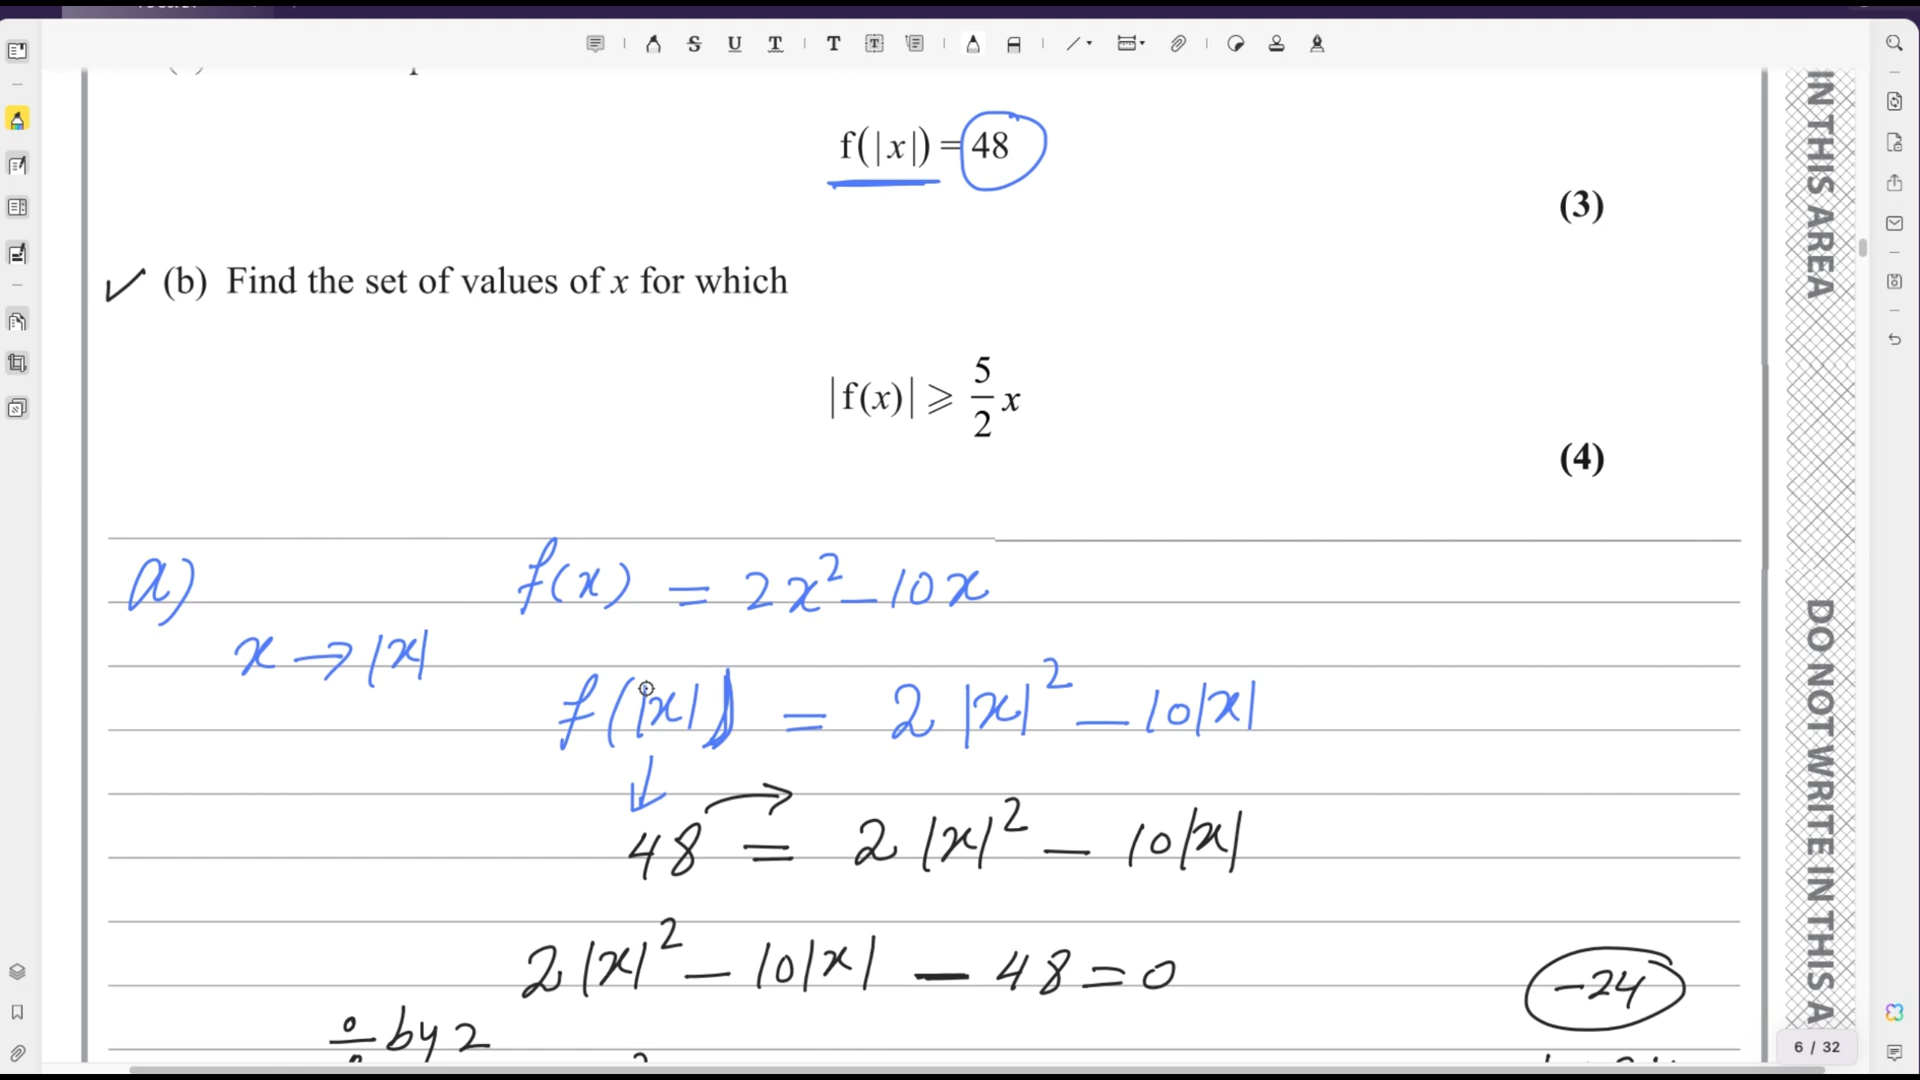 f(|x|) = 48
(3)
(b) Find the set of values of x for which
|f(x)| ⩾ 5/2 x
(4)
a) f(x) = 2x² - 10x
x → |x|
f(|x|) = 2|x|² - 10|x|
48 = 2|x|² - 10|x|
2|x|² - 10|x| - 48 = 0
-24
÷ by 2
IN THIS AREA
DO NOT WRITE IN THIS A
6 / 32